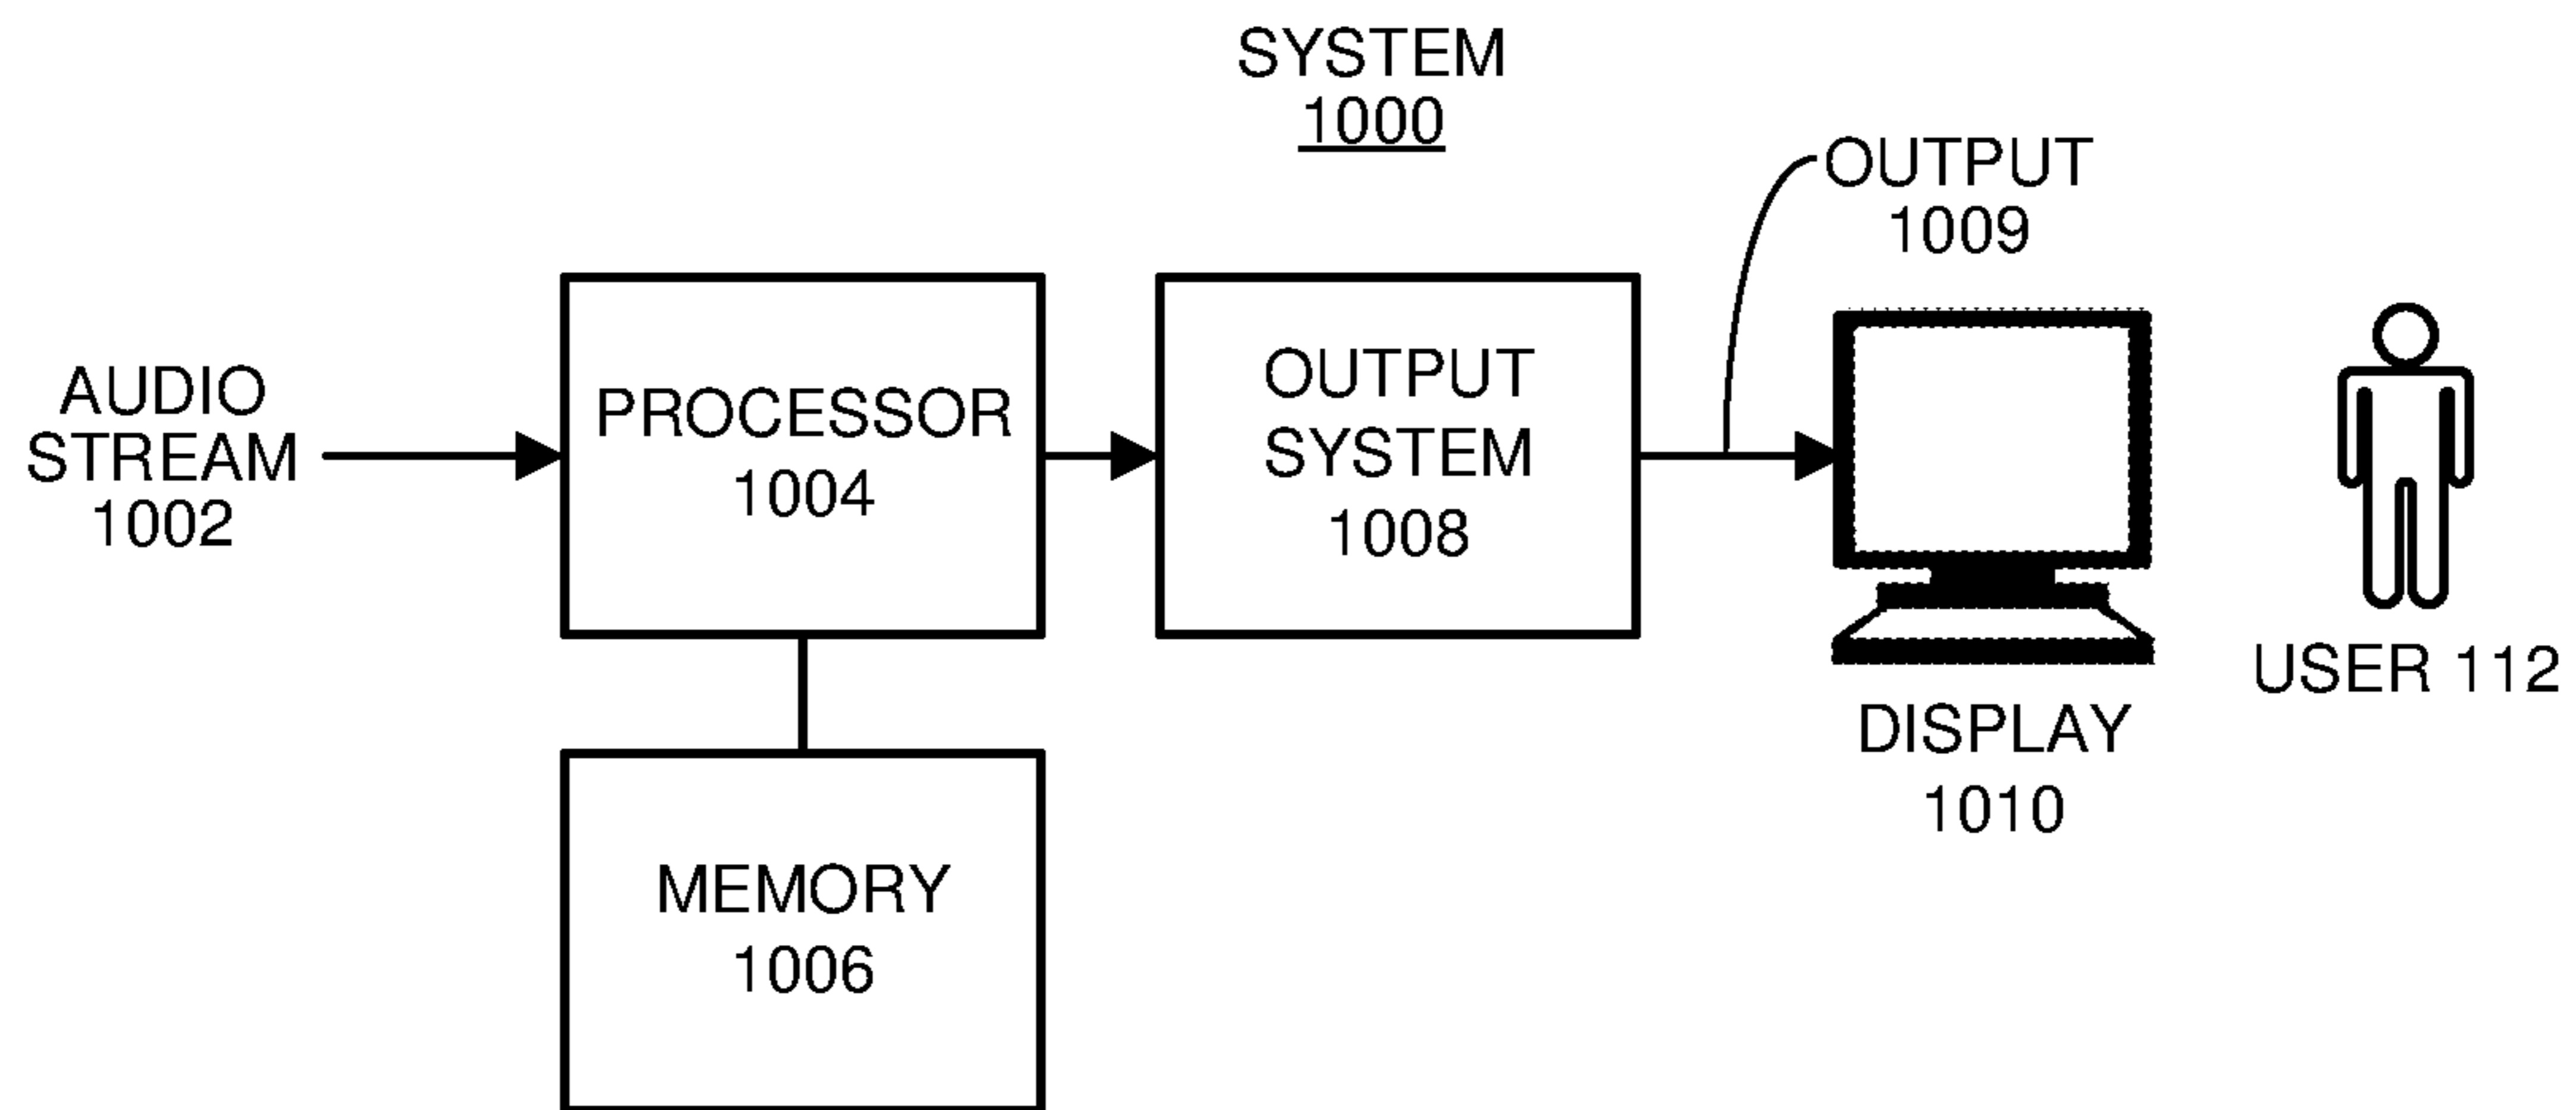 SYSTEM
1000
OUTPUT
1009
AUDIO
STREAM
1002
PROCESSOR
1004
OUTPUT
SYSTEM
1008
USER 112
DISPLAY
1010
MEMORY
1006